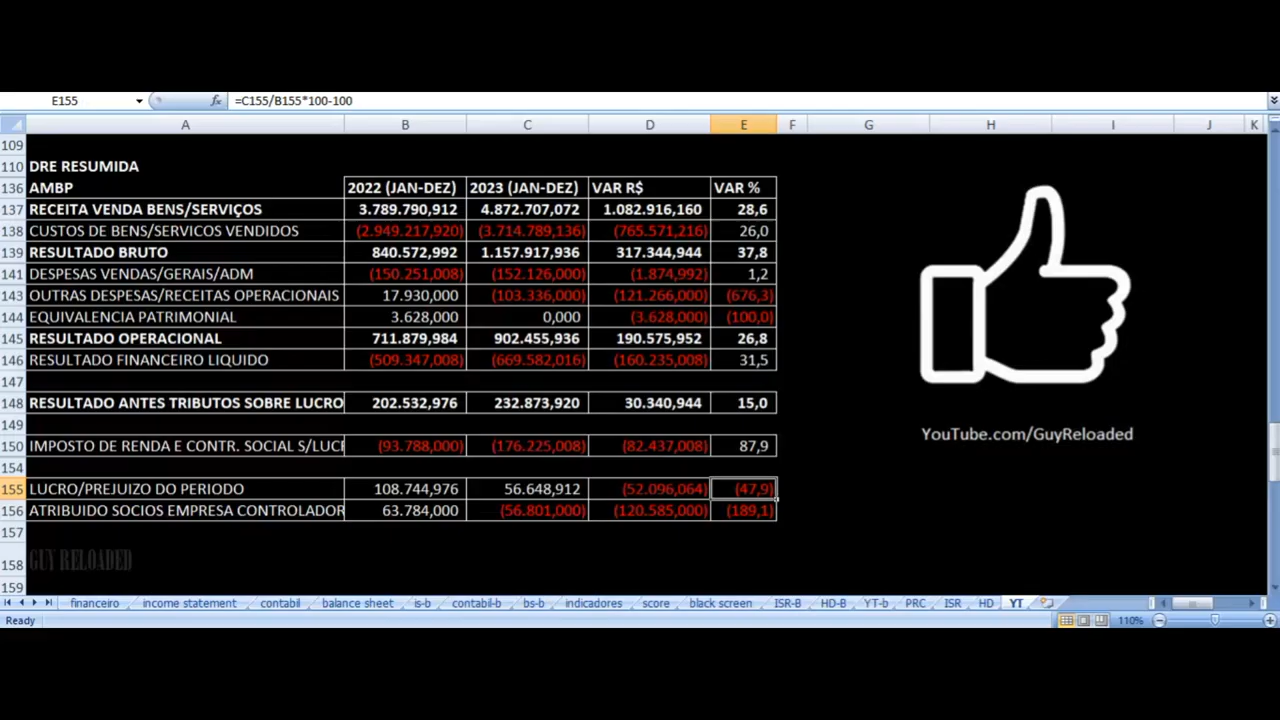 E155 fx =C155/B155*100-100
A B C D E F G H I J K
109
110 DRE RESUMIDA
136 AMBP 2022 (JAN-DEZ) 2023 (JAN-DEZ) VAR R$ VAR %
137 RECEITA VENDA BENS/SERVIÇOS 3.789.790,912 4.872.707,072 1.082.916,160 28,6
138 CUSTOS DE BENS/SERVICOS VENDIDOS (2.949.217,920) (3.714.789,136) (765.571,216) 26,0
139 RESULTADO BRUTO 840.572,992 1.157.917,936 317.344,944 37,8
141 DESPESAS VENDAS/GERAIS/ADM (150.251,008) (152.126,000) (1.874,992) 1,2
143 OUTRAS DESPESAS/RECEITAS OPERACIONAIS 17.930,000 (103.336,000) (121.266,000) (676,3)
144 EQUIVALENCIA PATRIMONIAL 3.628,000 0,000 (3.628,000) (100,0)
145 RESULTADO OPERACIONAL 711.879,984 902.455,936 190.575,952 26,8
146 RESULTADO FINANCEIRO LIQUIDO (509.347,008) (669.582,016) (160.235,008) 31,5
147
148 RESULTADO ANTES TRIBUTOS SOBRE LUCRO 202.532,976 232.873,920 30.340,944 15,0
149
YouTube.com/GuyReloaded
150 IMPOSTO DE RENDA E CONTR. SOCIAL S/LUCR (93.788,000) (176.225,008) (82.437,008) 87,9
154
155 LUCRO/PREJUIZO DO PERIODO 108.744,976 56.648,912 (52.096,064) (47,9)
156 ATRIBUIDO SOCIOS EMPRESA CONTROLADOR 63.784,000 (56.801,000) (120.585,000) (189,1)
157
158 GUY RELOADED
159
financeiro income statement contabil balance sheet is-b contabil-b bs-b indicadores score black screen ISR-B HD-B YT-b PRC ISR HD YT
Ready 110%